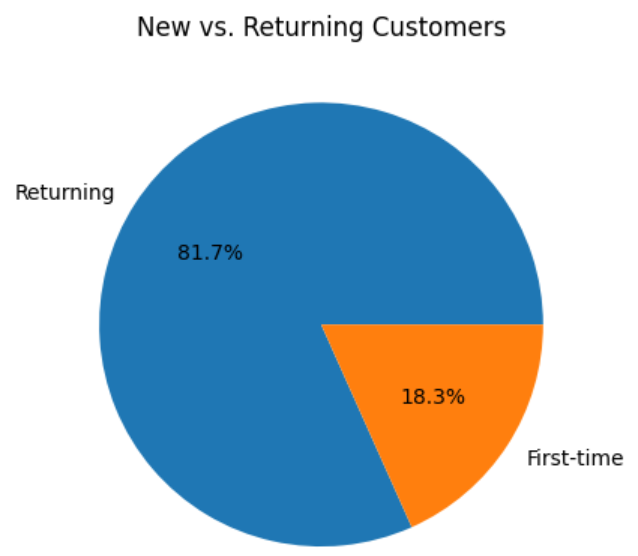 New vs. Returning Customers
Returning
81.7%
18.3%
First-time